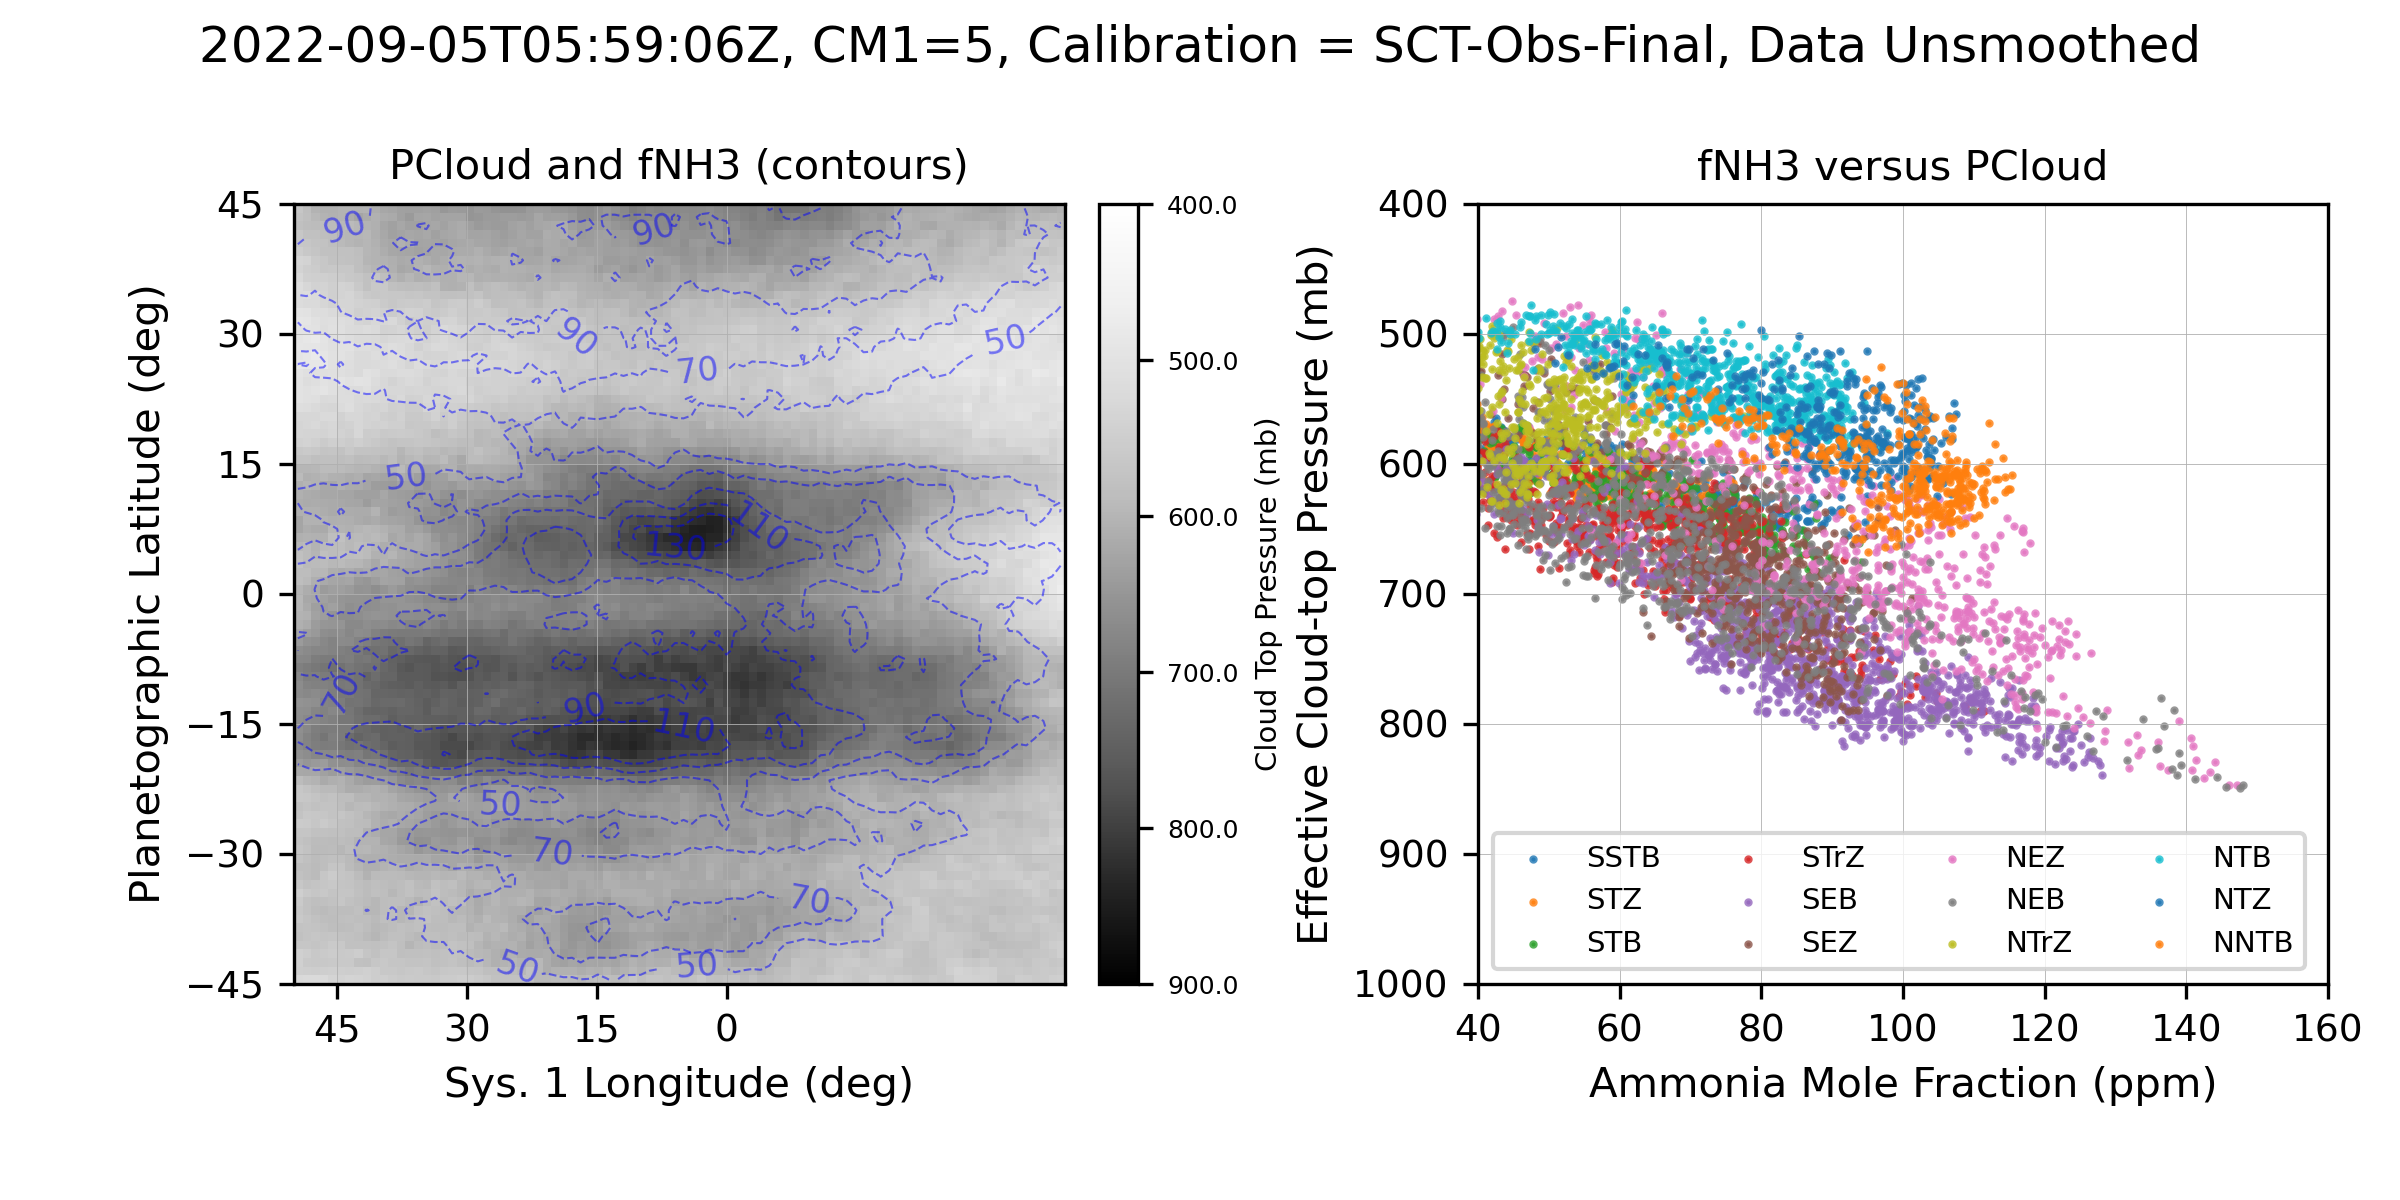 2022-09-05T05:59:06Z, CM1=5, Calibration = SCT-Obs-Final, Data Unsmoothed
PCloud and fNH3 (contours)
Planetographic Latitude (deg)
45
30
15
0
−15
−30
−45
90
90
90
50
70
50
110
130
70
90
110
50
70
70
50
50
45
30
15
0
Sys. 1 Longitude (deg)
400.0
500.0
600.0
700.0
800.0
900.0
Cloud Top Pressure (mb)
fNH3 versus PCloud
Effective Cloud-top Pressure (mb)
400
500
600
700
800
900
1000
SSTB
STZ
STB
STrZ
SEB
SEZ
NEZ
NEB
NTrZ
NTB
NTZ
NNTB
40
60
80
100
120
140
160
Ammonia Mole Fraction (ppm)